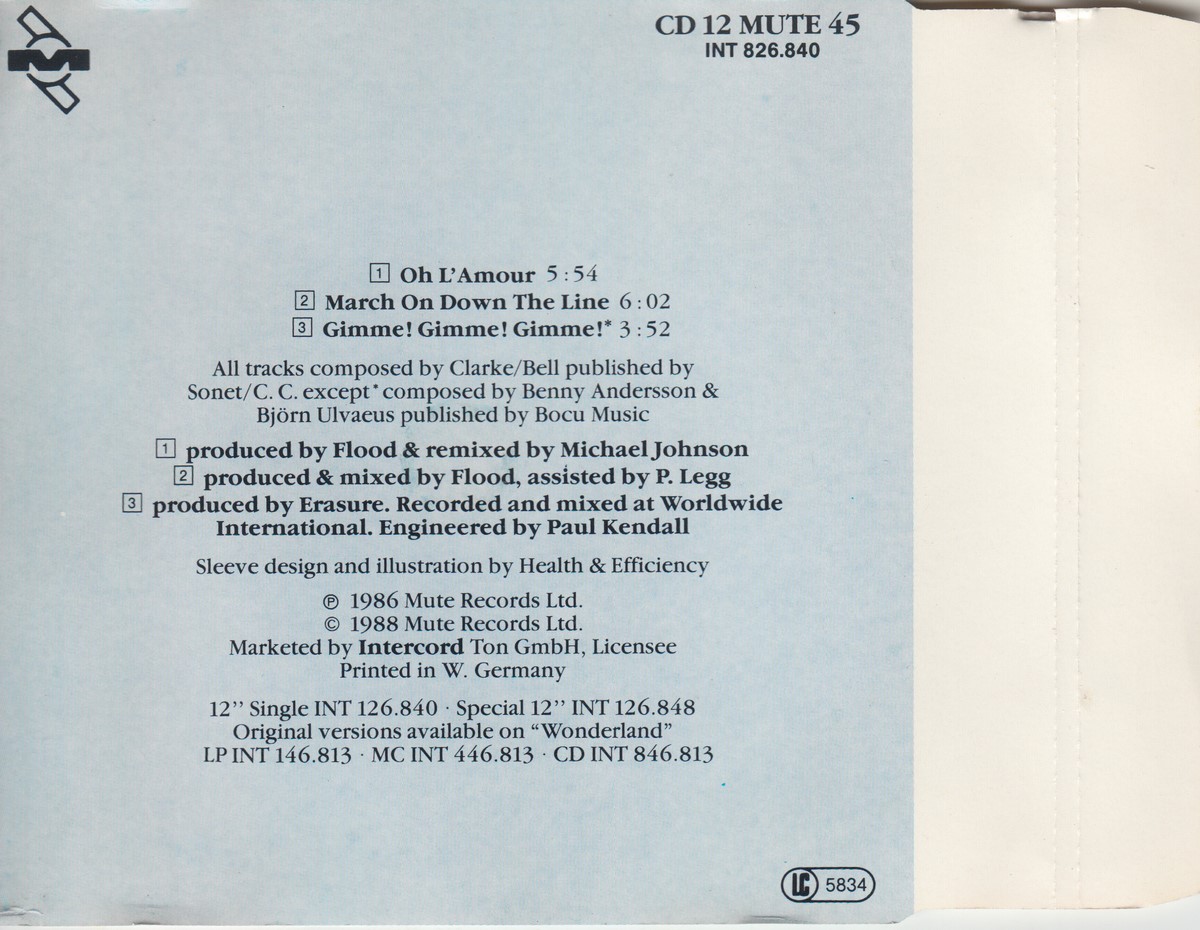 CD 12 MUTE 45
INT 826.840
1 Oh L'Amour 5:54
2 March On Down The Line 6:02
3 Gimme! Gimme! Gimme!* 3:52
All tracks composed by Clarke/Bell published by
Sonet/C. C. except * composed by Benny Andersson &
Björn Ulvaeus published by Bocu Music
1 produced by Flood & remixed by Michael Johnson
2 produced & mixed by Flood, assisted by P. Legg
3 produced by Erasure. Recorded and mixed at Worldwide
International. Engineered by Paul Kendall
Sleeve design and illustration by Health & Efficiency
℗ 1986 Mute Records Ltd.
© 1988 Mute Records Ltd.
Marketed by Intercord Ton GmbH, Licensee
Printed in W. Germany
12'' Single INT 126.840 · Special 12'' INT 126.848
Original versions available on “Wonderland”
LP INT 146.813 · MC INT 446.813 · CD INT 846.813
LC 5834